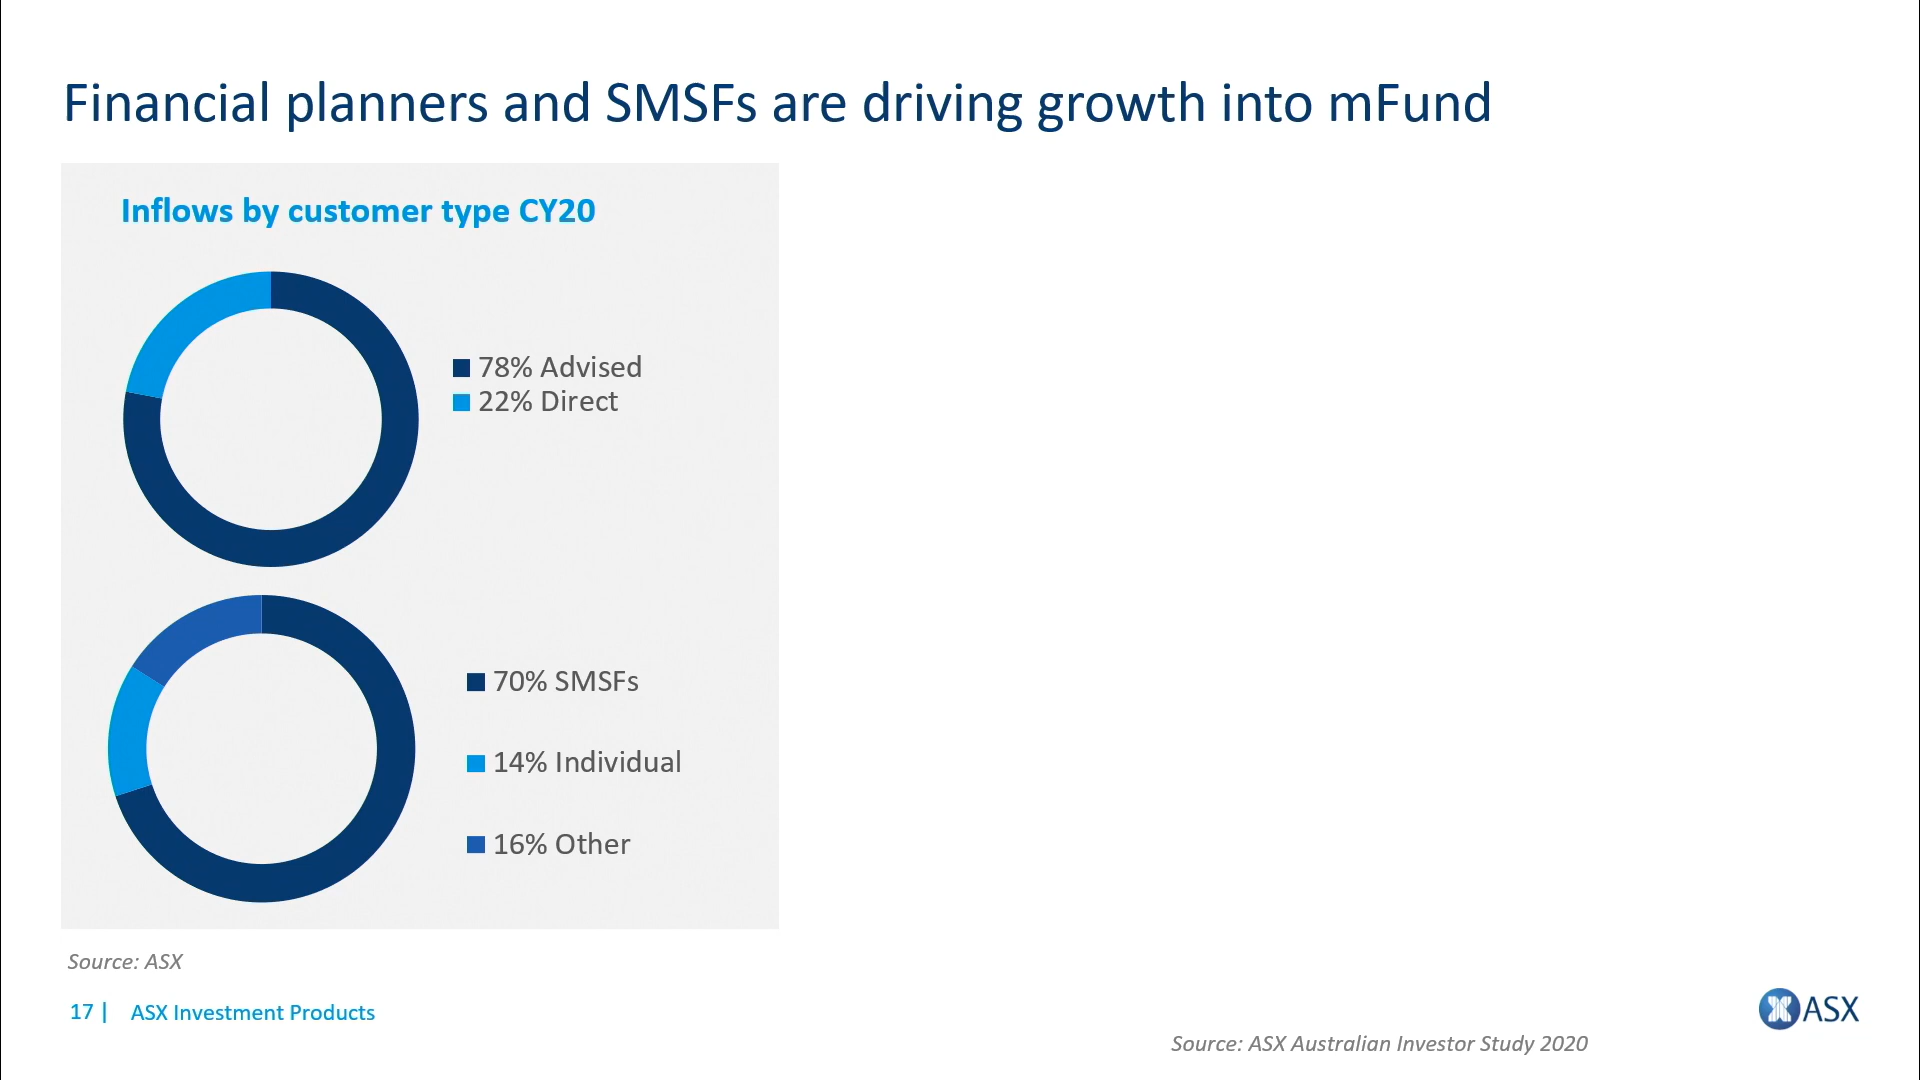 Financial planners and SMSFs are driving growth into mFund
Inflows by customer type CY20
78% Advised
22% Direct
70% SMSFs
14% Individual
16% Other
Source: ASX
17 | ASX Investment Products
ASX
Source: ASX Australian Investor Study 2020